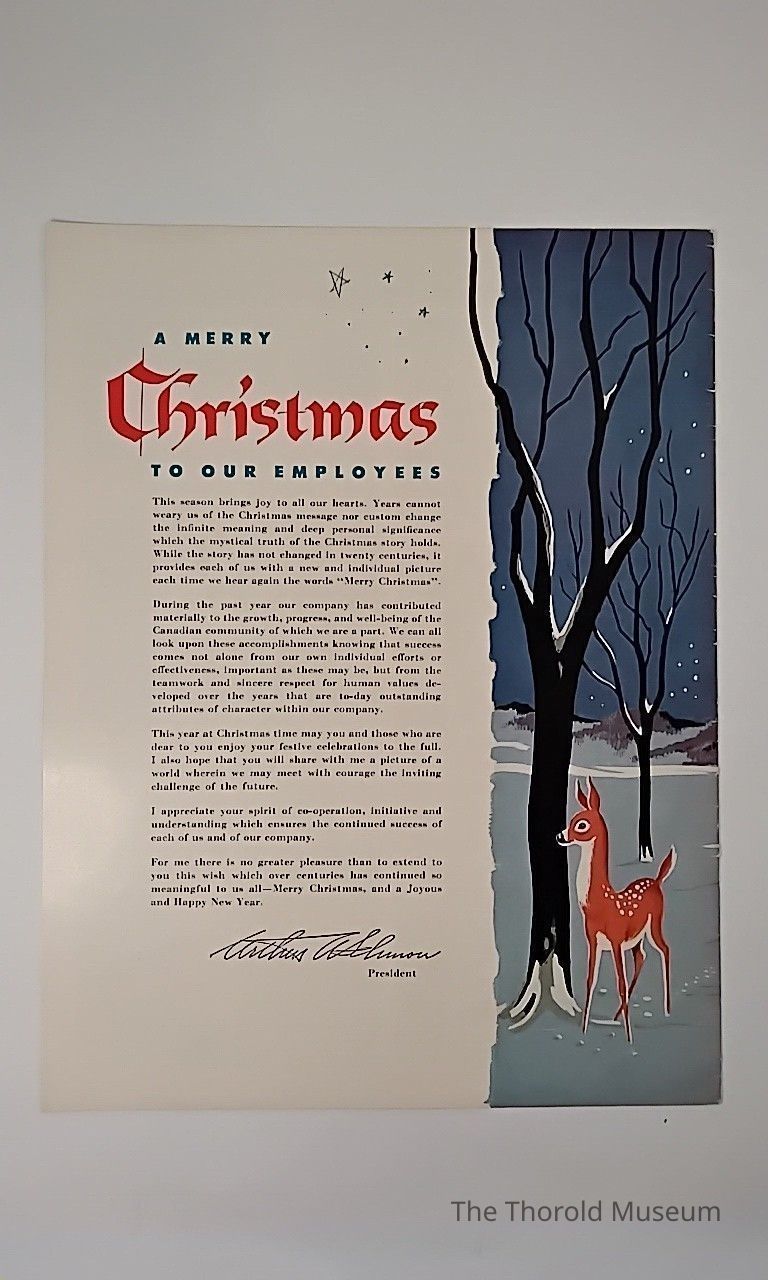 A MERRY
Christmas
TO OUR EMPLOYEES
This season brings joy to all our hearts. Years cannot
weary us of the Christmas message nor custom change
the infinite meaning and deep personal significance
which the mystical truth of the Christmas story holds.
While the story has not changed in twenty centuries, it
provides each of us with a new and individual picture
each time we hear again the words "Merry Christmas".
During the past year our company has contributed
materially to the growth, progress, and well-being of the
Canadian community of which we are a part. We can all
look upon these accomplishments knowing that success
comes not alone from our own individual efforts or
effectiveness, important as these may be, but from the
teamwork and sincere respect for human values de-
veloped over the years that are to-day outstanding
attributes of character within our company.
This year at Christmas time may you and those who are
dear to you enjoy your festive celebrations to the full.
I also hope that you will share with me a picture of a
world wherein we may meet with courage the inviting
challenge of the future.
I appreciate your spirit of co-operation, initiative and
understanding which ensures the continued success of
each of us and of our company.
For me there is no greater pleasure than to extend to
you this wish which over centuries has continued so
meaningful to us all—Merry Christmas, and a Joyous
and Happy New Year.
Arthur
President
The Thorold Museum